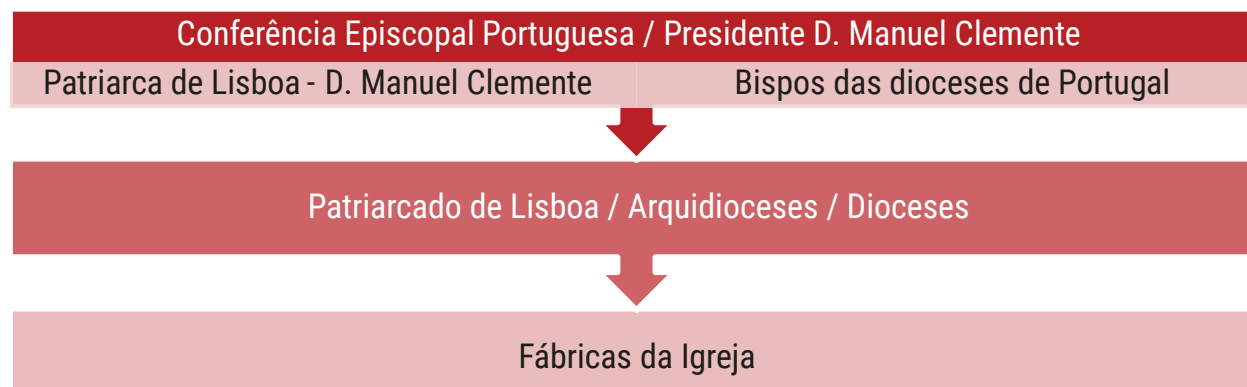 Conferência Episcopal Portuguesa / Presidente D. Manuel Clemente
Patriarca de Lisboa - D. Manuel Clemente
Bispos das dioceses de Portugal
Patriarcado de Lisboa / Arquidioceses / Dioceses
Fábricas da Igreja